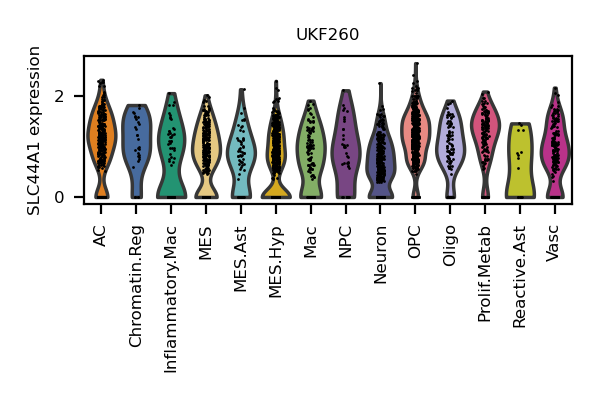 UKF260
SLC44A1 expression
2
0
AC
Chromatin.Reg
Inflammatory.Mac
MES
MES.Ast
MES.Hyp
Mac
NPC
Neuron
OPC
Oligo
Prolif.Metab
Reactive.Ast
Vasc